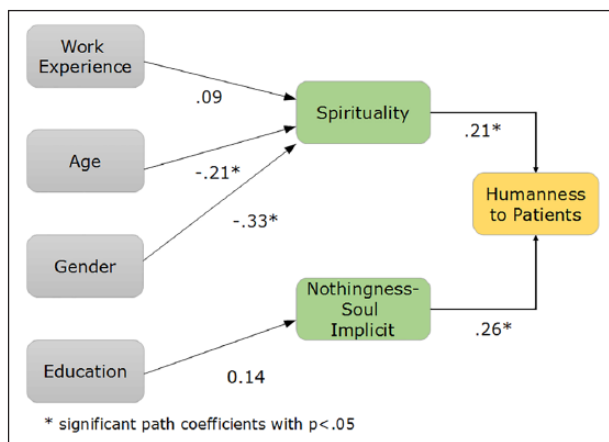 Work
Experience
.09
Spirituality
.21*
Age
-.21*
Humanness
to Patients
-.33*
Gender
Nothingness-
Soul
Implicit
.26*
Education
0.14
* significant path coefficients with p<.05